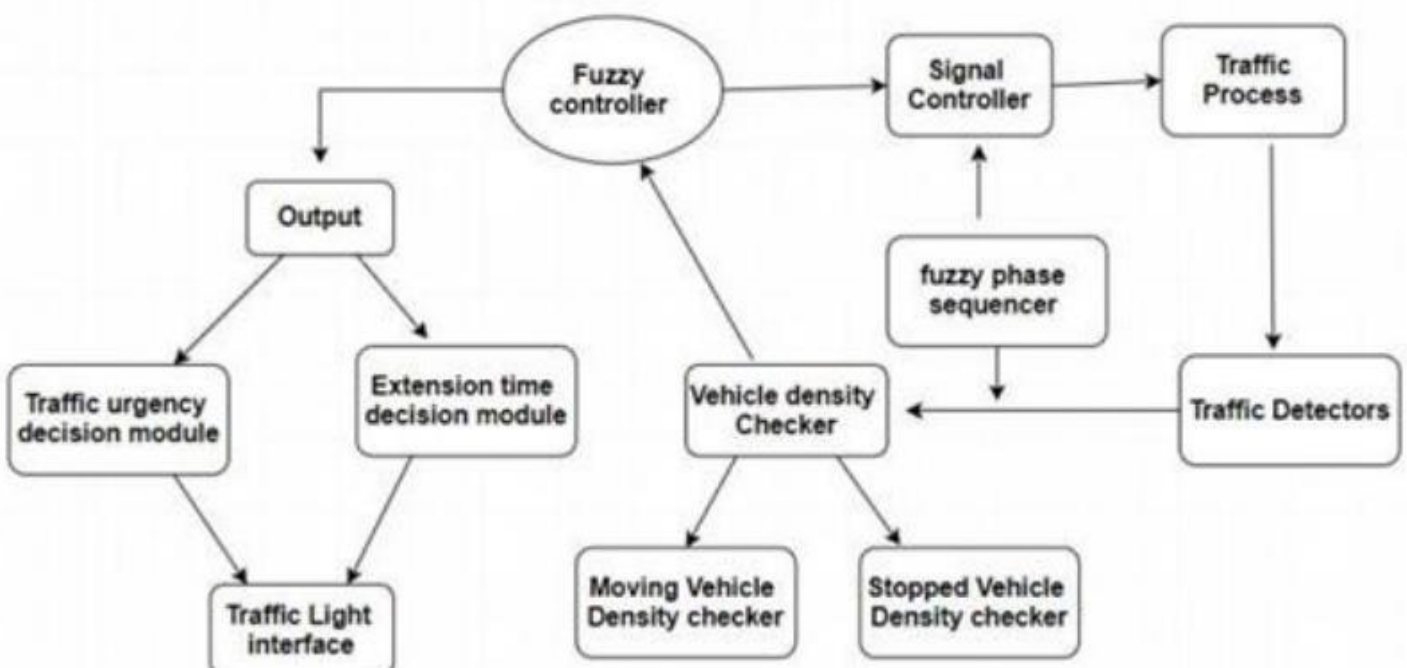 Fuzzy
controller
Signal
Controller
Traffic
Process
Output
fuzzy phase
sequencer
Traffic urgency
decision module
Extension time
decision module
Vehicle density
Checker
Traffic Detectors
Moving Vehicle
Density checker
Stopped Vehicle
Density checker
Traffic Light
interface